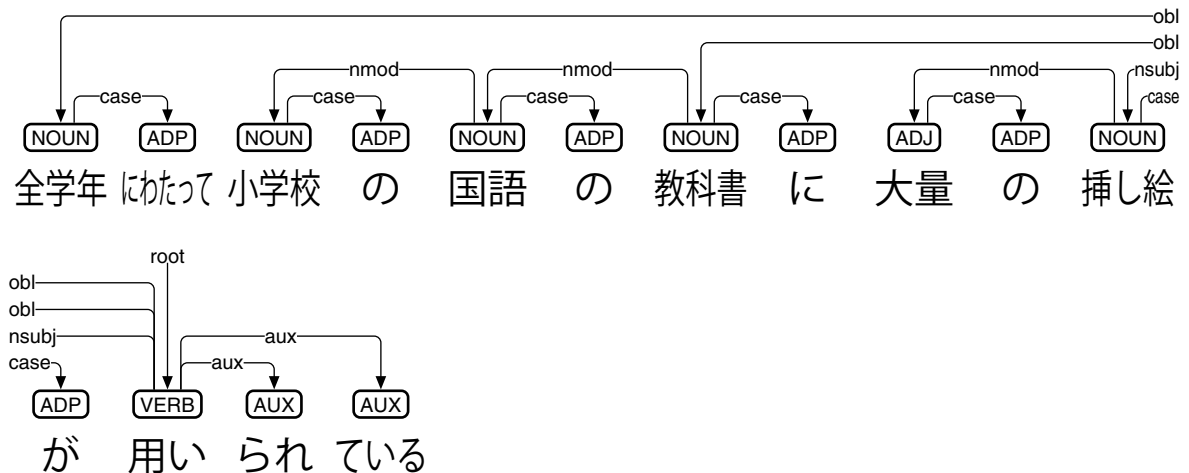 obl
obl
nmod nmod nmod nsubj
case case case case case case
NOUN ADP NOUN ADP NOUN ADP NOUN ADP ADJ ADP NOUN
全学年 にわたって 小学校 の 国語 の 教科書 に 大量 の 挿し絵
root
obl
obl
nsubj aux
case aux
ADP VERB AUX AUX
が 用い られ ている